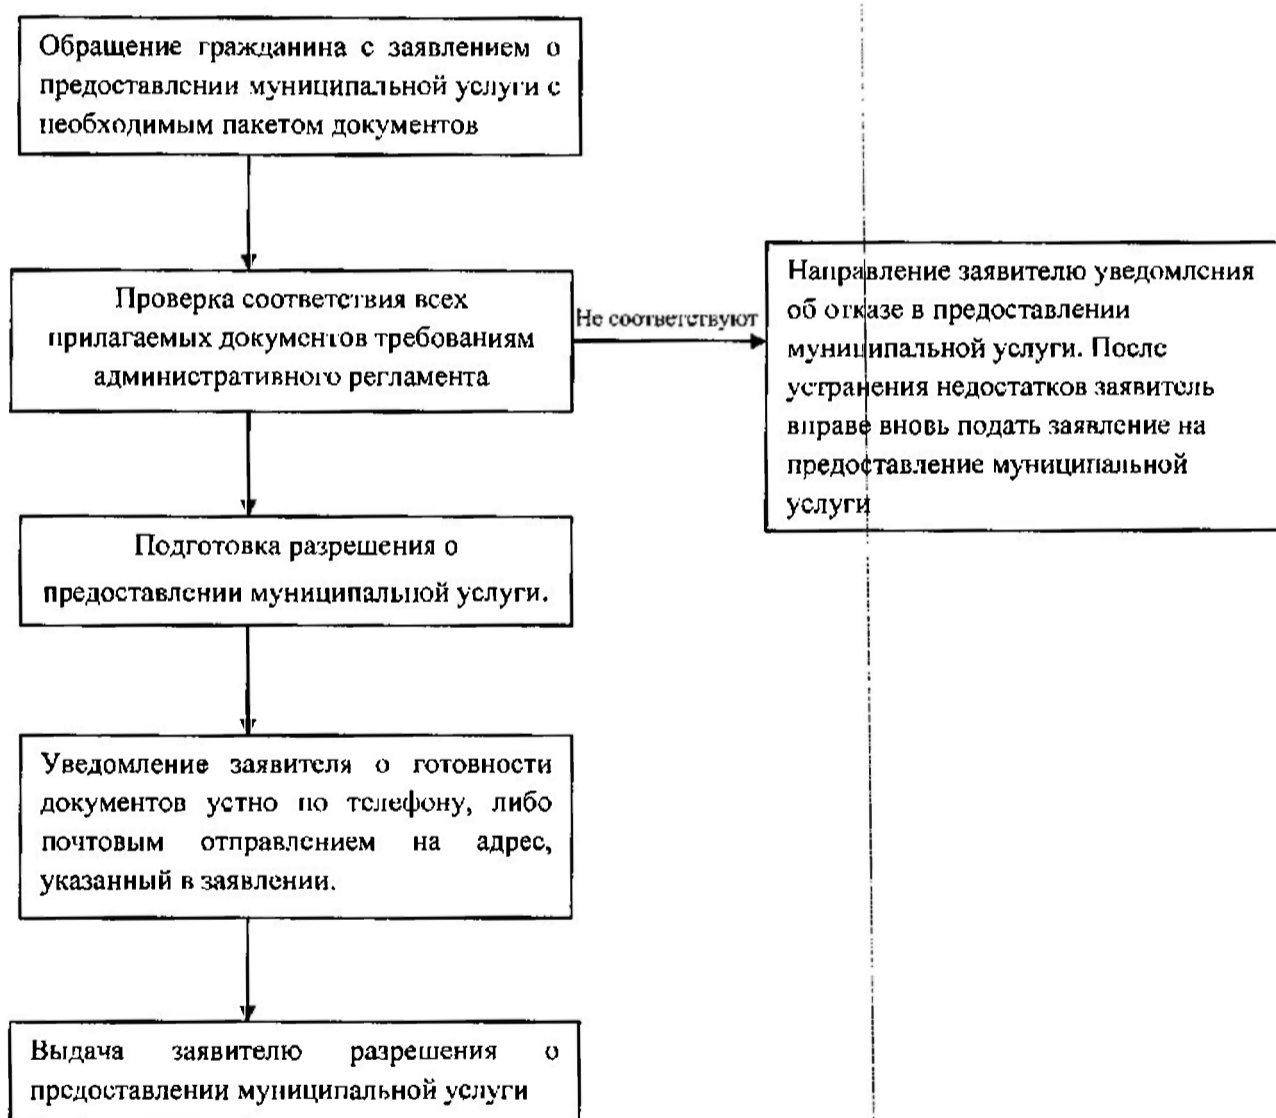 Обращение гражданина с заявлением о
предоставлении муниципальной услуги с
необходимым пакетом документов
Проверка соответствия всех
прилагаемых документов требованиям
административного регламента
Не соответствуют
Направление заявителю уведомления
об отказе в предоставлении
муниципальной услуги. После
устранения недостатков заявитель
вправе вновь подать заявление на
предоставление муниципальной
услуги
Подготовка разрешения о
предоставлении муниципальной услуги.
Уведомление заявителя о готовности
документов устно по телефону, либо
почтовым отправлением на адрес,
указанный в заявлении.
Выдача заявителю разрешения о
предоставлении муниципальной услуги